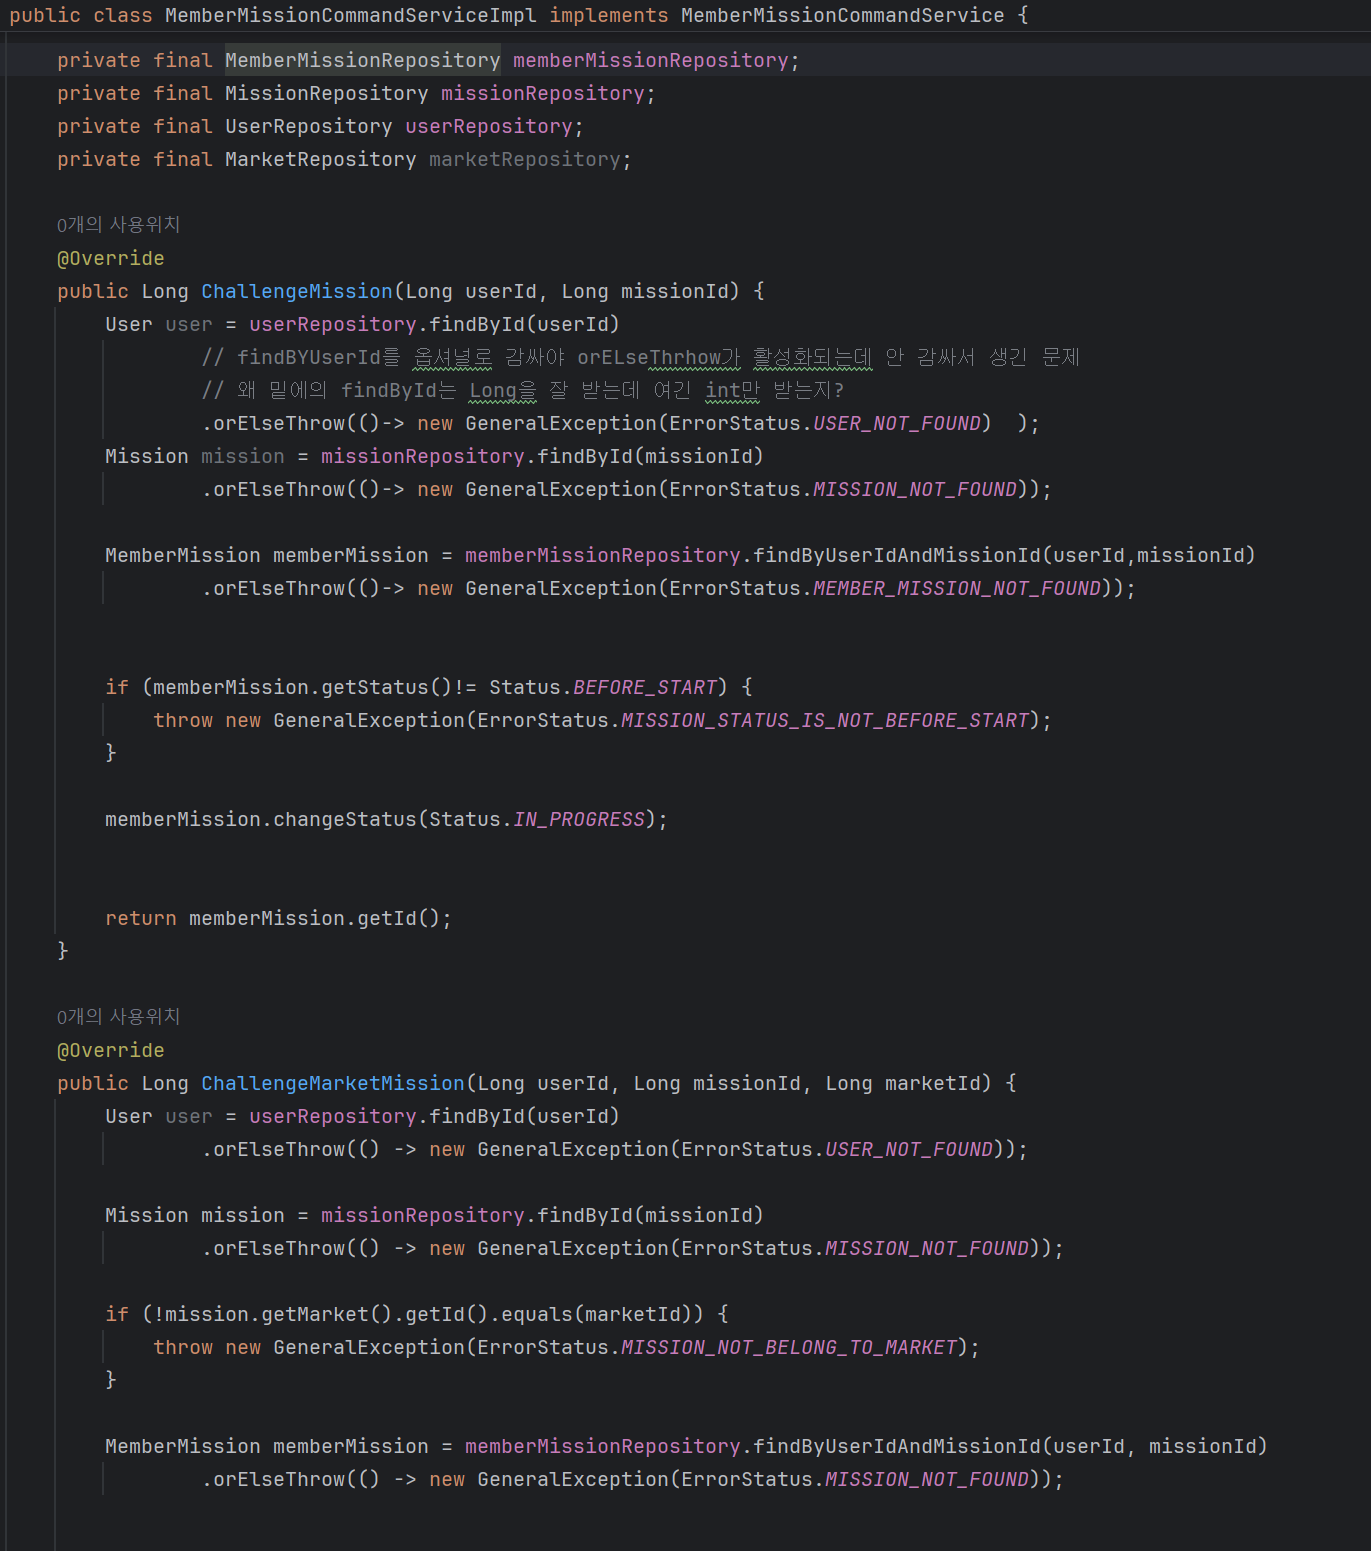 public class MemberMissionCommandServiceImpl implements MemberMissionCommandService {
private final MemberMissionRepository memberMissionRepository;
private final MissionRepository missionRepository;
private final UserRepository userRepository;
private final MarketRepository marketRepository;
0개의 사용위치
@Override
public Long ChallengeMission(Long userId, Long missionId) {
User user = userRepository.findById(userId)
// findBYUserId를 옵셔널로 감싸야 orELseThrhow가 활성화되는데 안 감싸서 생긴 문제
// 왜 밑에의 findById는 Long을 잘 받는데 여긴 int만 받는지?
.orElseThrow(()-> new GeneralException(ErrorStatus.USER_NOT_FOUND)  );
Mission mission = missionRepository.findById(missionId)
.orElseThrow(()-> new GeneralException(ErrorStatus.MISSION_NOT_FOUND));
MemberMission memberMission = memberMissionRepository.findByUserIdAndMissionId(userId,missionId)
.orElseThrow(()-> new GeneralException(ErrorStatus.MEMBER_MISSION_NOT_FOUND));
if (memberMission.getStatus()!= Status.BEFORE_START) {
throw new GeneralException(ErrorStatus.MISSION_STATUS_IS_NOT_BEFORE_START);
}
memberMission.changeStatus(Status.IN_PROGRESS);
return memberMission.getId();
}
0개의 사용위치
@Override
public Long ChallengeMarketMission(Long userId, Long missionId, Long marketId) {
User user = userRepository.findById(userId)
.orElseThrow(() -> new GeneralException(ErrorStatus.USER_NOT_FOUND));
Mission mission = missionRepository.findById(missionId)
.orElseThrow(() -> new GeneralException(ErrorStatus.MISSION_NOT_FOUND));
if (!mission.getMarket().getId().equals(marketId)) {
throw new GeneralException(ErrorStatus.MISSION_NOT_BELONG_TO_MARKET);
}
MemberMission memberMission = memberMissionRepository.findByUserIdAndMissionId(userId, missionId)
.orElseThrow(() -> new GeneralException(ErrorStatus.MISSION_NOT_FOUND));